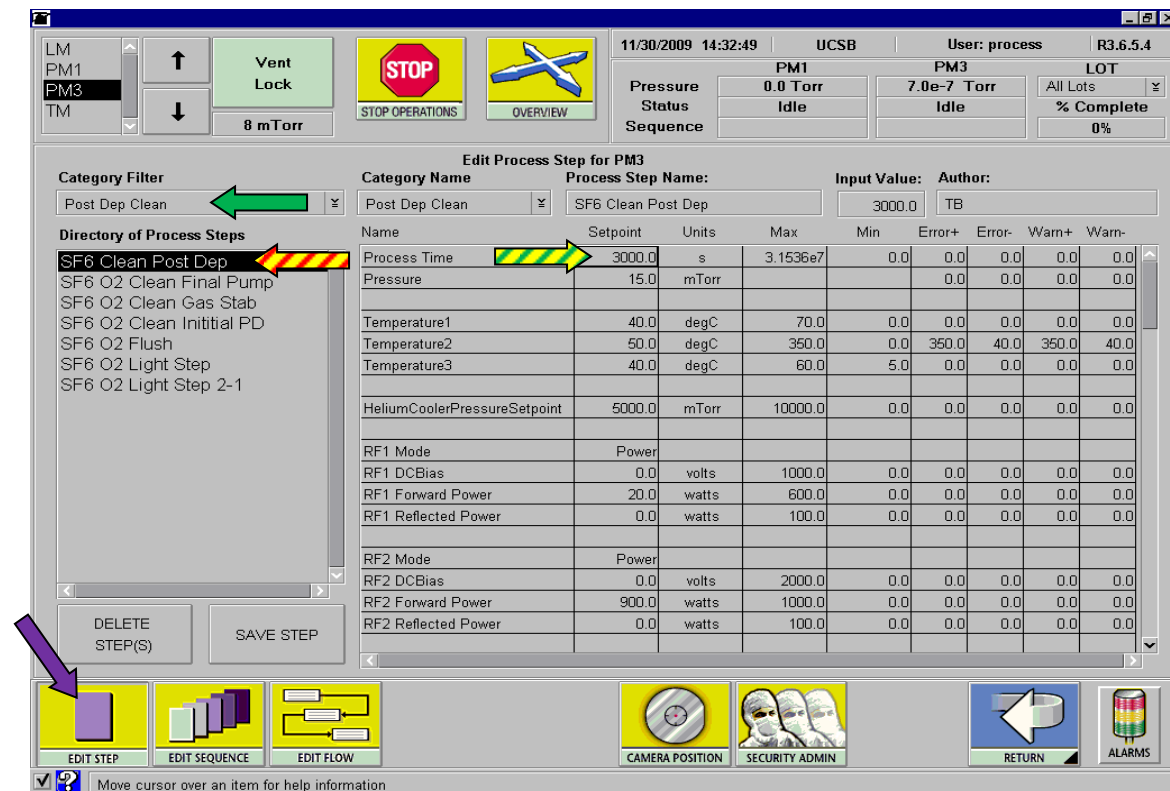 LM
PM1
PM3
TM
Vent
Lock
8 mTorr
STOP
STOP OPERATIONS
OVERVIEW
11/30/2009 14:32:49 UCSB User: process R3.6.5.4
PM1 PM3 LOT
Pressure 0.0 Torr 7.0e-7 Torr All Lots
Status Idle Idle % Complete
Sequence 0%
Edit Process Step for PM3
Category Filter Category Name Process Step Name: Input Value: Author:
Post Dep Clean Post Dep Clean SF6 Clean Post Dep 3000.0 TB
Directory of Process Steps
SF6 Clean Post Dep
SF6 O2 Clean Final Pump
SF6 O2 Clean Gas Stab
SF6 O2 Clean Inititial PD
SF6 O2 Flush
SF6 O2 Light Step
SF6 O2 Light Step 2-1
DELETE
STEP(S)
SAVE STEP
Name Setpoint Units Max Min Error+ Error- Warn+ Warn-
Process Time 3000.0 s 3.1536e7 0.0 0.0 0.0 0.0 0.0
Pressure 15.0 mTorr 0.0 0.0 0.0 0.0
Temperature1 40.0 degC 70.0 0.0 0.0 0.0 0.0 0.0
Temperature2 50.0 degC 350.0 0.0 350.0 40.0 350.0 40.0
Temperature3 40.0 degC 60.0 5.0 0.0 0.0 0.0 0.0
HeliumCoolerPressureSetpoint 5000.0 mTorr 10000.0 0.0 0.0 0.0 0.0 0.0
RF1 Mode Power
RF1 DCBias 0.0 volts 1000.0 0.0 0.0 0.0 0.0 0.0
RF1 Forward Power 20.0 watts 600.0 0.0 0.0 0.0 0.0 0.0
RF1 Reflected Power 0.0 watts 100.0 0.0 0.0 0.0 0.0 0.0
RF2 Mode Power
RF2 DCBias 0.0 volts 2000.0 0.0 0.0 0.0 0.0 0.0
RF2 Forward Power 900.0 watts 1000.0 0.0 0.0 0.0 0.0 0.0
RF2 Reflected Power 0.0 watts 100.0 0.0 0.0 0.0 0.0 0.0
EDIT STEP
EDIT SEQUENCE
EDIT FLOW
CAMERA POSITION
SECURITY ADMIN
RETURN
ALARMS
Move cursor over an item for help information